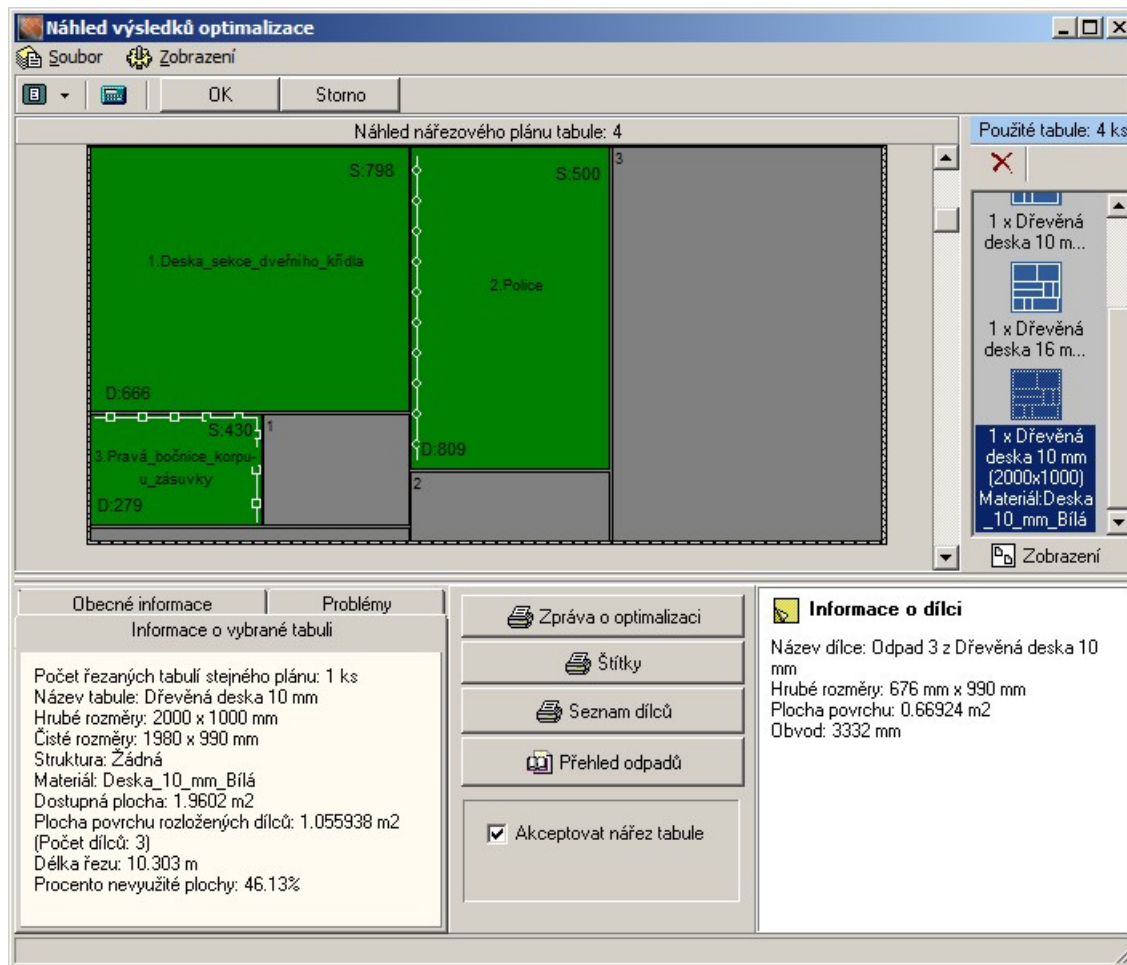 Náhled výsledků optimalizace
Soubor Zobrazení
OK Storno
Náhled nářezového plánu tabule: 4
S:798
1.Deska_sekce_dveřního_křídla
D:666
S:500
2.Police
D:809
3
S:430
3.Pravá_bočnice_korpu-
u_zásuvky
D:279
1
2
Použité tabule: 4 ks
1 x Dřevěná
deska 10 m...
1 x Dřevěná
deska 16 m...
1 x Dřevěná
deska 10 mm
(2000x1000)
Materiál:Deska
_10_mm_Bílá
Zobrazení
Obecné informace Problémy
Informace o vybrané tabuli
Počet řezaných tabulí stejného plánu: 1 ks
Název tabule: Dřevěná deska 10 mm
Hrubé rozměry: 2000 x 1000 mm
Čisté rozměry: 1980 x 990 mm
Struktura: Žádná
Materiál: Deska_10_mm_Bílá
Dostupná plocha: 1.9602 m2
Plocha povrchu rozložených dílců: 1.055938 m2
(Počet dílců: 3)
Délka řezu: 10.303 m
Procento nevyužité plochy: 46.13%
Zpráva o optimalizaci
Štítky
Seznam dílců
Přehled odpadů
Akceptovat nářez tabule
Informace o dílci
Název dílce: Odpad 3 z Dřevěná deska 10
mm
Hrubé rozměry: 676 mm x 990 mm
Plocha povrchu: 0.66924 m2
Obvod: 3332 mm